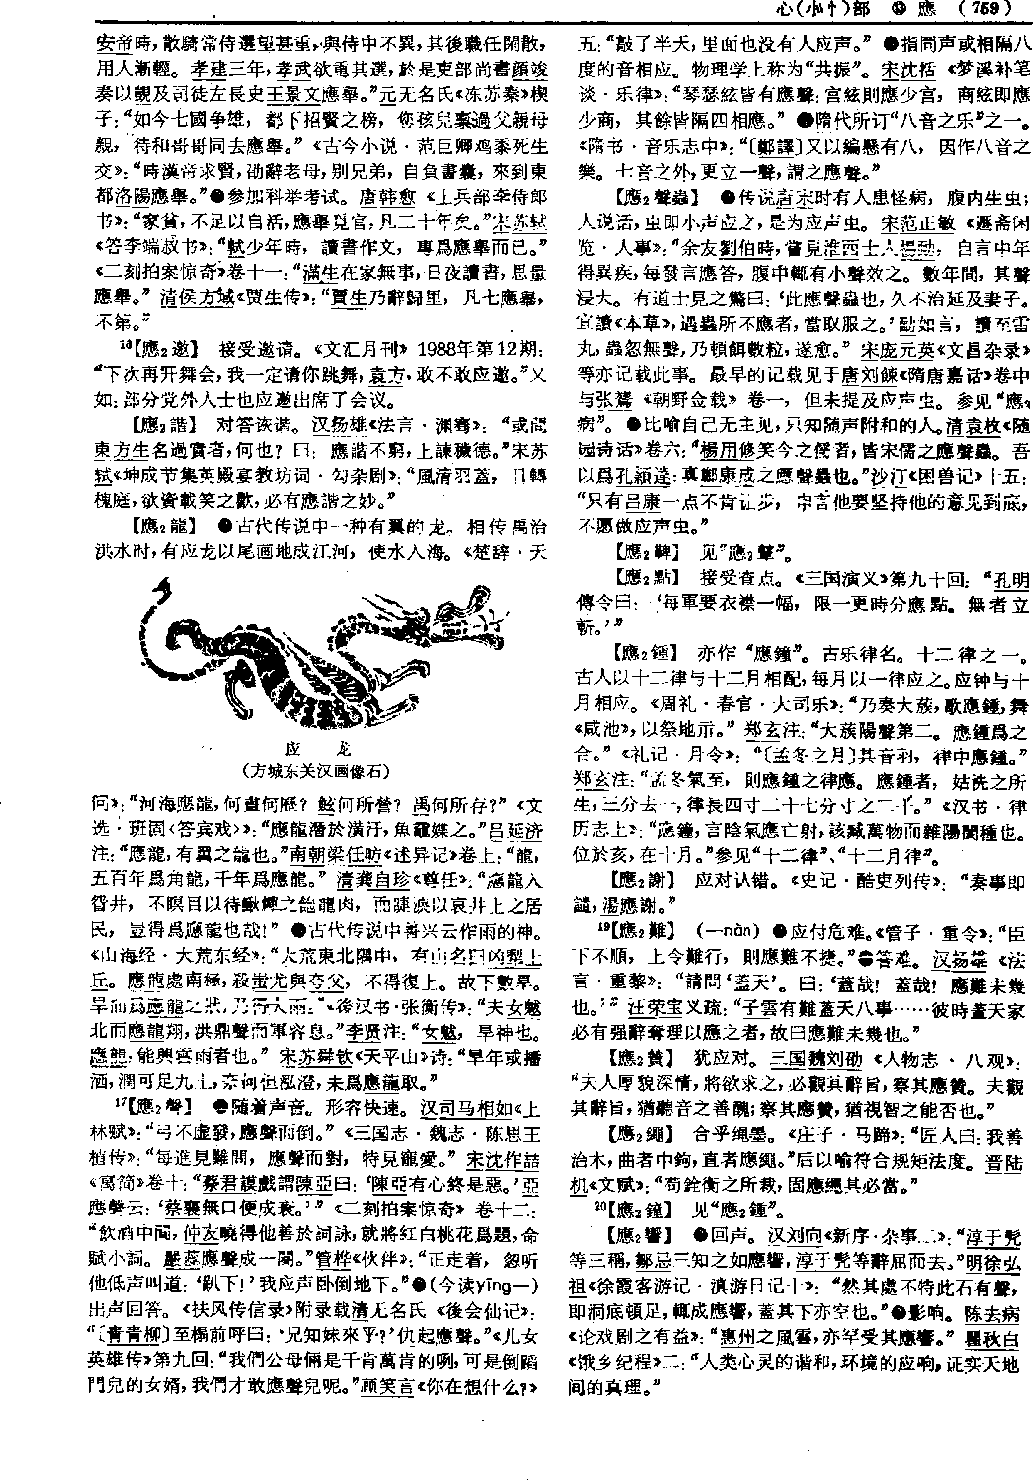 心(小忄)部 ⑬ 應 (759)
安帝時，散騎常侍選望甚重，與侍中不異，其後職任閑散，
用人漸輕。孝建三年，孝武欲重其選，於是吏部尚書顔竣
奏以覬及司徒左長史王景文應舉。”元无名氏《冻苏秦》楔
子：“如今七國争雄，都下招賢之榜，您孩兒禀過父親母
親，待和哥哥同去應舉。”《古今小说·范巨卿鸡黍死生
交》：“時漢帝求賢，劭辭老母，别兄弟，自負書囊，來到東
都洛陽應舉。”❷参加科举考试。唐韩愈《上兵部李侍郎
书》：“家貧，不足以自活，應舉覓官，凡二十年矣。”宋苏轼
《答李端叔书》：“軾少年時，讀書作文，專爲應舉而已。”
《二刻拍案惊奇》卷十一：“滿生在家無事，日夜讀書，思量
應舉。”清侯方域《贾生传》：“賈生乃辭歸里，凡七應舉，
不第。”
16【應₂邀】 接受邀请。《文汇月刊》1988年第12期：
“下次再开舞会，我一定请你跳舞，袁方，敢不敢应邀。”又
如：部分党外人士也应邀出席了会议。
【應₂諧】 对答诙谐。汉扬雄《法言·渊骞》：“或問
東方生名過實者，何也？曰：應諧不窮，上諫穢德。”宋苏
轼《坤成节集英殿宴教坊词·勾杂剧》：“風清羽蓋，日轉
槐庭，欲資載笑之歡，必有應諧之妙。”
【應₂龍】 ❶古代传说中一种有翼的龙。相传禹治
洪水时，有应龙以尾画地成江河，使水入海。《楚辞·天
应 龙
（方城东关汉画像石）
问》：“河海應龍，何畫何歷？鮌何所營？禹何所存？”《文
选·班固〈答宾戏〉》：“應龍潛於潢汙，魚黿媟之。”吕延济
注：“應龍，有翼之龍也。”南朝梁任昉《述异记》卷上：“龍，
五百年爲角龍，千年爲應龍。”清龚自珍《尊任》：“應龍入
眢井，不瞑目以待鰍鱓之飽龍肉，而睫淚以哀井上之居
民，豈得爲應龍也哉！”❷古代传说中善兴云作雨的神。
《山海经·大荒东经》：“大荒東北隅中，有山名曰凶犁土
丘。應龍處南極，殺蚩尤與夸父，不得復上。故下數旱。
旱而爲應龍之狀，乃得大雨。”《後汉书·张衡传》：“夫女魃
北而應龍翔，洪鼎聲而軍容息。”李贤注：“女魃，旱神也。
應龍，能興雲雨者也。”宋苏舜钦《天平山》诗：“旱年或播
洒，潤可足九土，奈何但泓澄，未爲應龍取。”
17【應₂聲】 ❶随着声音。形容快速。汉司马相如《上
林赋》：“弓不虛發，應聲而倒。”《三国志·魏志·陈思王
植传》：“每進見難問，應聲而對，特見寵愛。”宋沈作喆
《寓简》卷十：“蔡君謨戲謂陳亞曰：‘陳亞有心終是惡。’亞
應聲云：‘蔡襄無口便成衰。’”《二刻拍案惊奇》卷十二：
“飲酒中間，仲友曉得他善於詞詠，就將紅白桃花爲題，命
賦小詞。嚴蕊應聲成一闋。”管桦《伙伴》：“正走着，忽听
他低声叫道：‘趴下！’我应声卧倒地下。”❷（今读yīng—）
出声回答。《扶风传信录》附录载清无名氏《後会仙记》：
“〔青青柳〕至榻前呼曰：‘兄知妹來乎？’仇起應聲。”《儿女
英雄传》第九回：“我們公母倆是千肯萬肯的咧，可是倒蹈
門兒的女婿，我們才敢應聲兒呢。”顾笑言《你在想什么？》
五：“敲了半天，里面也没有人应声。”❸指同声或相隔八
度的音相应。物理学上称为“共振”。宋沈括《梦溪补笔
谈·乐律》：“琴瑟絃皆有應聲：宫絃則應少宫，商絃即應
少商，其餘皆隔四相應。”❹隋代所订“八音之乐”之一。
《隋书·音乐志中》：“〔鄭譯〕又以編懸有八，因作八音之
樂。七音之外，更立一聲，謂之應聲。”
【應₂聲蟲】 ❶传说唐宋时有人患怪病，腹内生虫；
人说话，虫即小声应之，是为应声虫。宋范正敏《遯斋闲
览·人事》：“余友劉伯時，嘗見淮西士人楊勔，自言中年
得異疾，每發言應答，腹中輒有小聲效之。數年間，其聲
浸大。有道士見之驚曰：‘此應聲蟲也，久不治延及妻子。
宜讀《本草》，遇蟲所不應者，當取服之。’勔如言，讀至雷
丸，蟲忽無聲，乃頓餌數粒，遂愈。”宋庞元英《文昌杂录》
等亦记载此事。最早的记载见于唐刘餗《隋唐嘉话》卷中
与张鷟《朝野佥载》卷一，但未提及应声虫。参见“應₂
病”。❷比喻自己无主见，只知随声附和的人。清袁枚《随
园诗话》卷六：“楊用修笑今之儒者，皆宋儒之應聲蟲。吾
以爲孔穎達：真鄭康成之應聲蟲也。”沙汀《困兽记》十五：
“只有吕康一点不肯让步，宁言他要坚持他的意见到底，
不愿做应声虫。”
【應₂鞞】 见“應₂鼙”。
【應₂點】 接受查点。《三国演义》第九十回：“孔明
傳令曰：‘每軍要衣襟一幅，限一更時分應點。無者立
斬。’”
【應₂鍾】 亦作“應鐘”。古乐律名。十二律之一。
古人以十二律与十二月相配，每月以一律应之。应钟与十
月相应。《周礼·春官·大司乐》：“乃奏大蔟，歌應鍾，舞
《咸池》，以祭地示。”郑玄注：“大蔟陽聲第二。應鍾爲之
合。”《礼记·月令》：“〔孟冬之月〕其音羽，律中應鍾。”
郑玄注：“孟冬氣至，則應鍾之律應。應鍾者，姑洗之所
生，三分去一，律長四寸二十七分寸之二十。”《汉书·律
历志上》：“應鐘，言陰氣應亡射，該臧萬物而雜陽閡種也。
位於亥，在十月。”参见“十二律”、“十二月律”。
【應₂謝】 应对认错。《史记·酷吏列传》：“奏事即
譴，湯應謝。”
19【應₂難】 （—nàn）❶应付危难。《管子·重令》：“臣
下不順，上令難行，則應難不捷。”❷答难。汉扬雄《法
言·重黎》：“請問‘蓋天’。曰：‘蓋哉！蓋哉！應難未幾
也。’”汪荣宝义疏：“子雲有難蓋天八事……彼時蓋天家
必有强辭奪理以應之者，故曰應難未幾也。”
【應₂贊】 犹应对。三国魏刘劭《人物志·八观》：
“夫人厚貌深情，將欲求之，必觀其辭旨，察其應贊。夫觀
其辭旨，猶聽音之善醜；察其應贊，猶視智之能否也。”
【應₂繩】 合乎绳墨。《庄子·马蹄》：“匠人曰：我善
治木，曲者中鉤，直者應繩。”后以喻符合规矩法度。晋陆
机《文赋》：“苟銓衡之所裁，固應繩其必當。”
20【應₂鐘】 见“應₂鍾”。
【應₂響】 ❶回声。汉刘向《新序·杂事二》：“淳于髡
等三稱，鄒忌三知之如應響，淳于髡等辭屈而去。”明徐弘
祖《徐霞客游记·滇游日记十》：“然其處不特此石有聲，
即洞底頓足，輒成應響，蓋其下亦空也。”❷影响。陈去病
《论戏剧之有益》：“惠州之風雲，亦罕受其應響。”瞿秋白
《饿乡纪程》二：“人类心灵的谐和，环境的应响，证实天地
间的真理。”